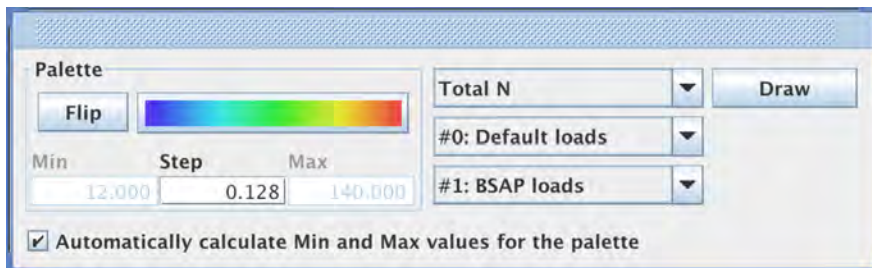 Palette
Flip
Min Step Max
12.000 0.128 140.000
Total N
Draw
#0: Default loads
#1: BSAP loads
Automatically calculate Min and Max values for the palette